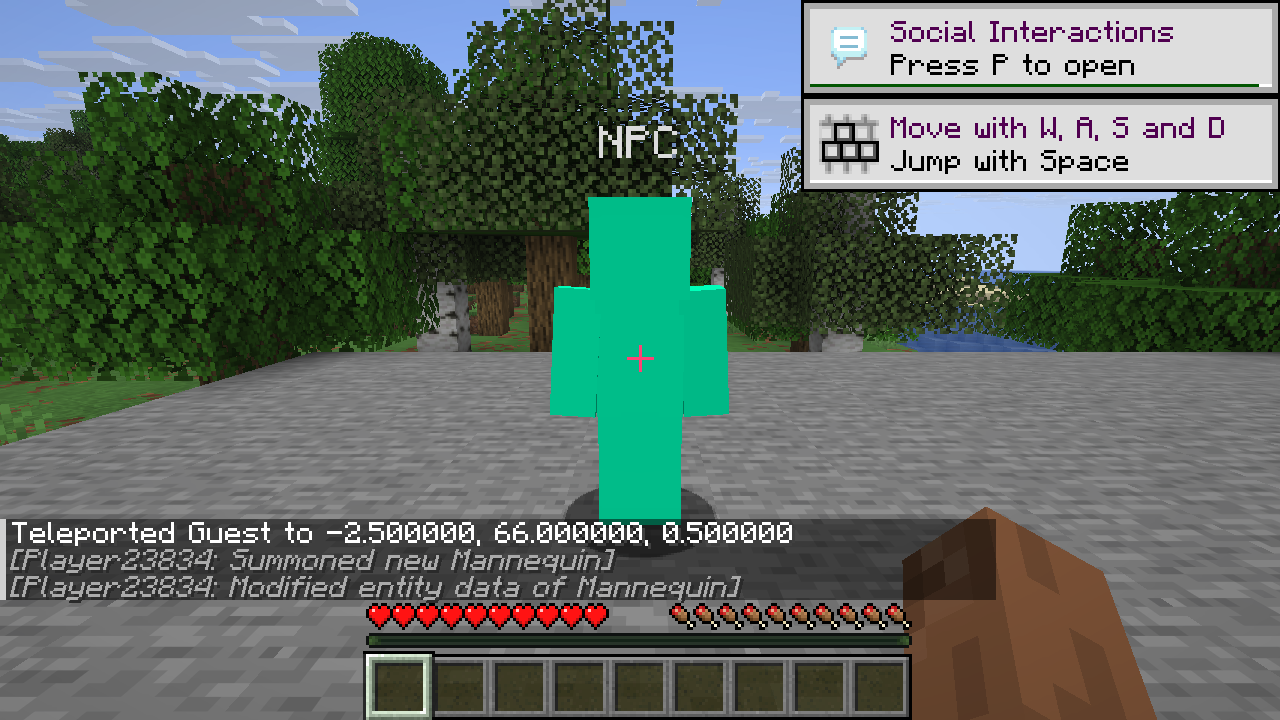 Social Interactions
Press P to open
Move with W, A, S and D
Jump with Space
NPC
Teleported Guest to -2.500000, 66.000000, 0.500000
[Player23834: Summoned new Mannequin]
[Player23834: Modified entity data of Mannequin]